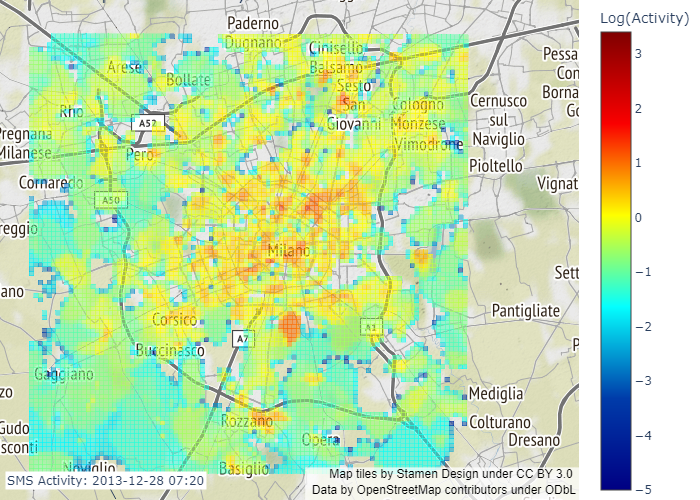 Log(Activity)
Paderno
Dugnano
Cinisello
Balsamo
Arese
Bollate
Sesto
San
Giovanni
Cologno
Monzese
Vimodrone
Cernusco
sul
Naviglio
Pioltello
Pessa
Con
Borna
Go
Rho
A52
Pregnana
Milanese
Pero
Cornaredo
A50
Vignat
reggio
Milano
Sett
ano
Pantigliate
Corsico
A7
A1
Buccinasco
P
Gaggiano
zo
Mediglia
Rozzano
Colturano
Gudo
sconti
Opera
Dresano
Noviglio
Basiglio
3
2
1
0
−1
−2
−3
−4
−5
SMS Activity: 2013-12-28 07:20
Map tiles by Stamen Design under CC BY 3.0
Data by OpenStreetMap contributors under ODbL